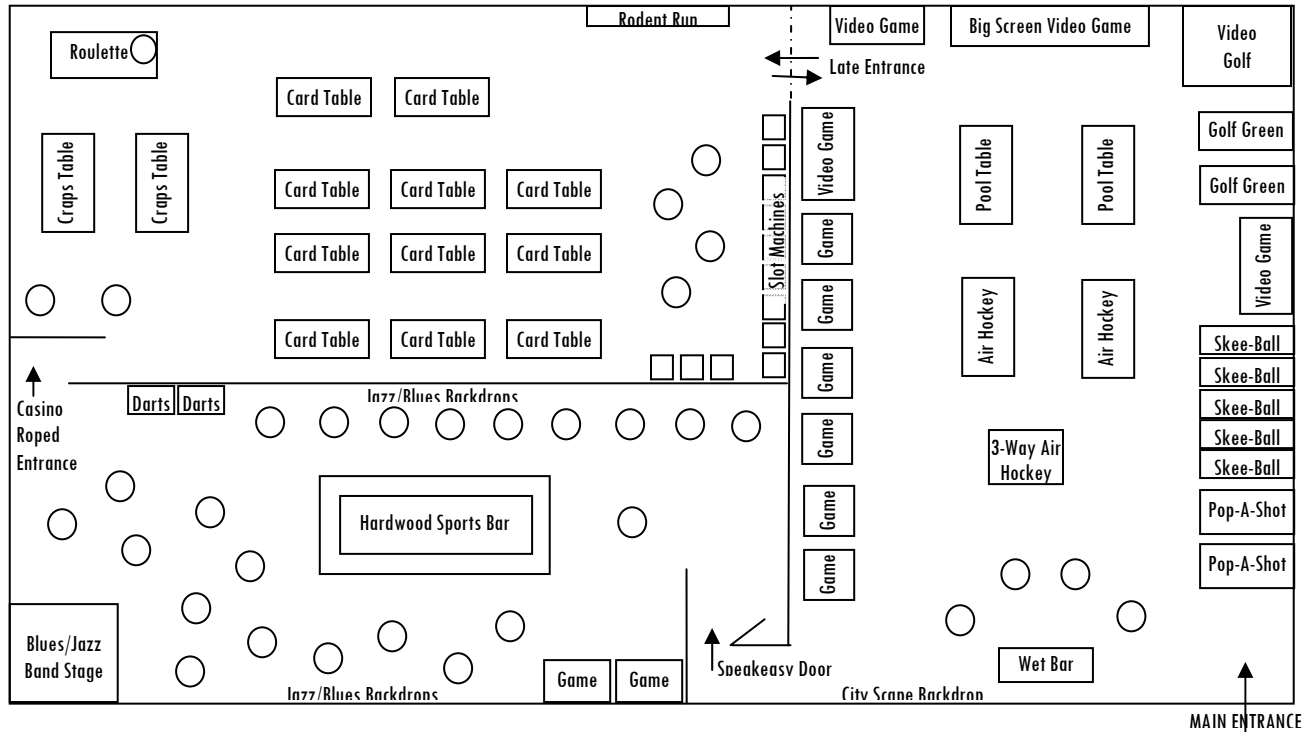 Rodent Run
Roulette
Video Game
Big Screen Video Game
Video
Golf
Late Entrance
Card Table
Card Table
Craps Table
Craps Table
Video Game
Pool Table
Pool Table
Golf Green
Golf Green
Card Table
Card Table
Card Table
Slot Machines
Game
Video Game
Card Table
Card Table
Card Table
Game
Air Hockey
Air Hockey
Card Table
Card Table
Card Table
Game
Skee-Ball
Skee-Ball
Skee-Ball
Skee-Ball
Skee-Ball
Casino
Roped
Entrance
Darts
Darts
Jazz/Blues Backdrops
Game
3-Way Air
Hockey
Hardwood Sports Bar
Game
Pop-A-Shot
Game
Pop-A-Shot
Blues/Jazz
Band Stage
Jazz/Blues Backdrops
Game
Game
Speakeasy Door
Wet Bar
City Scape Backdrop
MAIN ENTRANCE